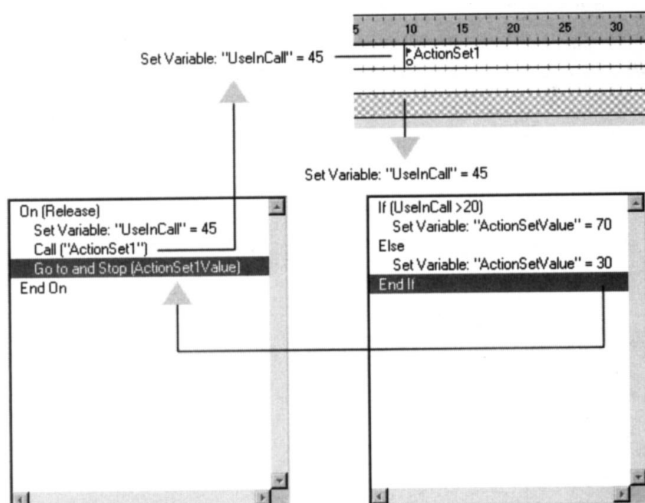 5 10 15 20 25 30
Set Variable: "UseInCall" = 45
ActionSet1
Set Variable: "UseInCall" = 45
On (Release)
Set Variable: "UseInCall" = 45
Call ("ActionSet1")
Go to and Stop (ActionSet1Value)
End On
If (UseInCall >20)
Set Variable: "ActionSetValue" = 70
Else
Set Variable: "ActionSetValue" = 30
End If